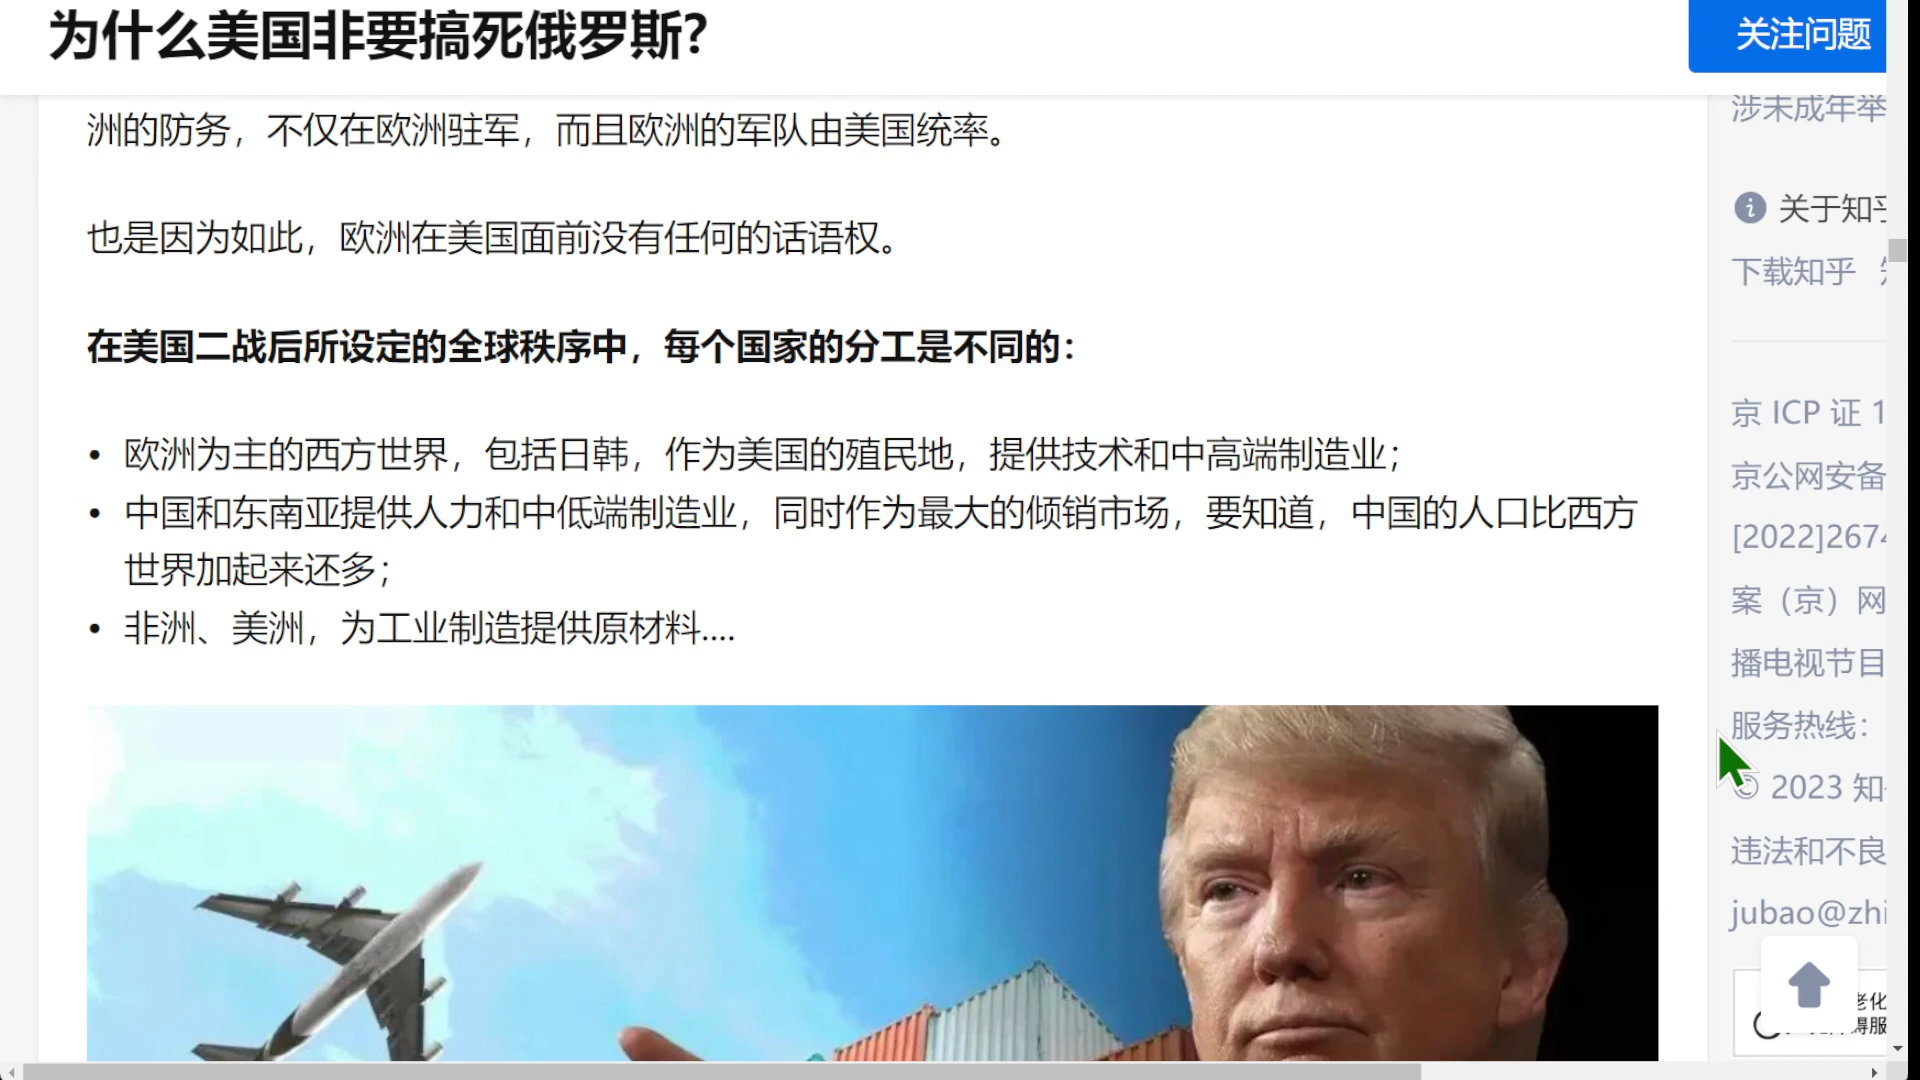 为什么美国非要搞死俄罗斯?
关注问题
洲的防务，不仅在欧洲驻军，而且欧洲的军队由美国统率。
也是因为如此，欧洲在美国面前没有任何的话语权。
在美国二战后所设定的全球秩序中，每个国家的分工是不同的：
• 欧洲为主的西方世界，包括日韩，作为美国的殖民地，提供技术和中高端制造业；
• 中国和东南亚提供人力和中低端制造业，同时作为最大的倾销市场，要知道，中国的人口比西方
世界加起来还多；
• 非洲、美洲，为工业制造提供原材料....
涉未成年举
关于知乎
下载知乎
京 ICP 证 1
京公网安备
[2022]2674
案（京）网
播电视节目
服务热线：
© 2023 知
违法和不良
jubao@zhi
老化
碍服